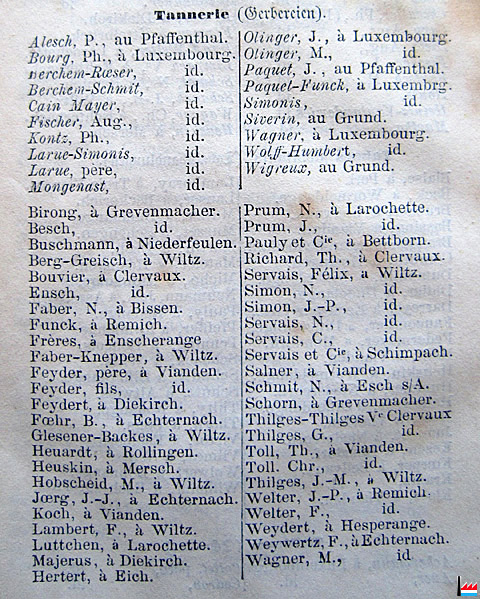 Tannerie (Gerbereien).
Alesch, P., au Pfaffenthal.
Bourg, Ph., à Luxembourg.
Berchem-Rœser, id.
Berchem-Schmit, id.
Cain Mayer, id.
Fischer, Aug., id.
Kontz, Ph., id.
Larue-Simonis, id.
Larue, père, id.
Mongenast, id.
Olinger, J., à Luxembourg.
Olinger, M., id.
Paquet, J., au Pfaffenthal.
Paquet-Funck, à Luxembrg.
Simonis, id.
Siverin, au Grund.
Wagner, à Luxembourg.
Wolff-Humbert, id.
Wigreux, au Grund.
Birong, à Grevenmacher.
Besch, id.
Buschmann, à Niederfeulen.
Berg-Greisch, à Wiltz.
Bouvier, à Clervaux.
Ensch, id.
Faber, N., à Bissen.
Funck, à Remich.
Frères, à Enscherange
Faber-Knepper, à Wiltz.
Feyder, père, à Vianden.
Feyder, fils, id.
Feydert, à Diekirch.
Fœhr, B., à Echternach.
Glesener-Backes, à Wiltz.
Heuardt, à Rollingen.
Heuskin, à Mersch.
Hobscheid, M., à Wiltz.
Jœrg, J.-J., à Echternach.
Koch, à Vianden.
Lambert, F., à Wiltz.
Luttchen, à Larochette.
Majerus, à Diekirch.
Hertert, à Eich.
Prum, N., à Larochette.
Prum, J., id.
Pauly et Cie, à Bettborn.
Richard, Th., à Clervaux.
Servais, Félix, à Wiltz.
Simon, N., id.
Simon, J.-P., id.
Servais, N., id.
Servais, C., id.
Servais et Cie, à Schimpach.
Salner, à Vianden.
Schmit, N., à Esch s/A.
Schorn, à Grevenmacher.
Thilges-Thilges Ve Clervaux
Thilges, G., id.
Toll, Th., à Vianden.
Toll. Chr., id.
Thilges, J.-M., à Wiltz.
Welter, J.-P., à Remich.
Welter, F., id.
Weydert, à Hesperange.
Weywertz, F., à Echternach.
Wagner, M., id